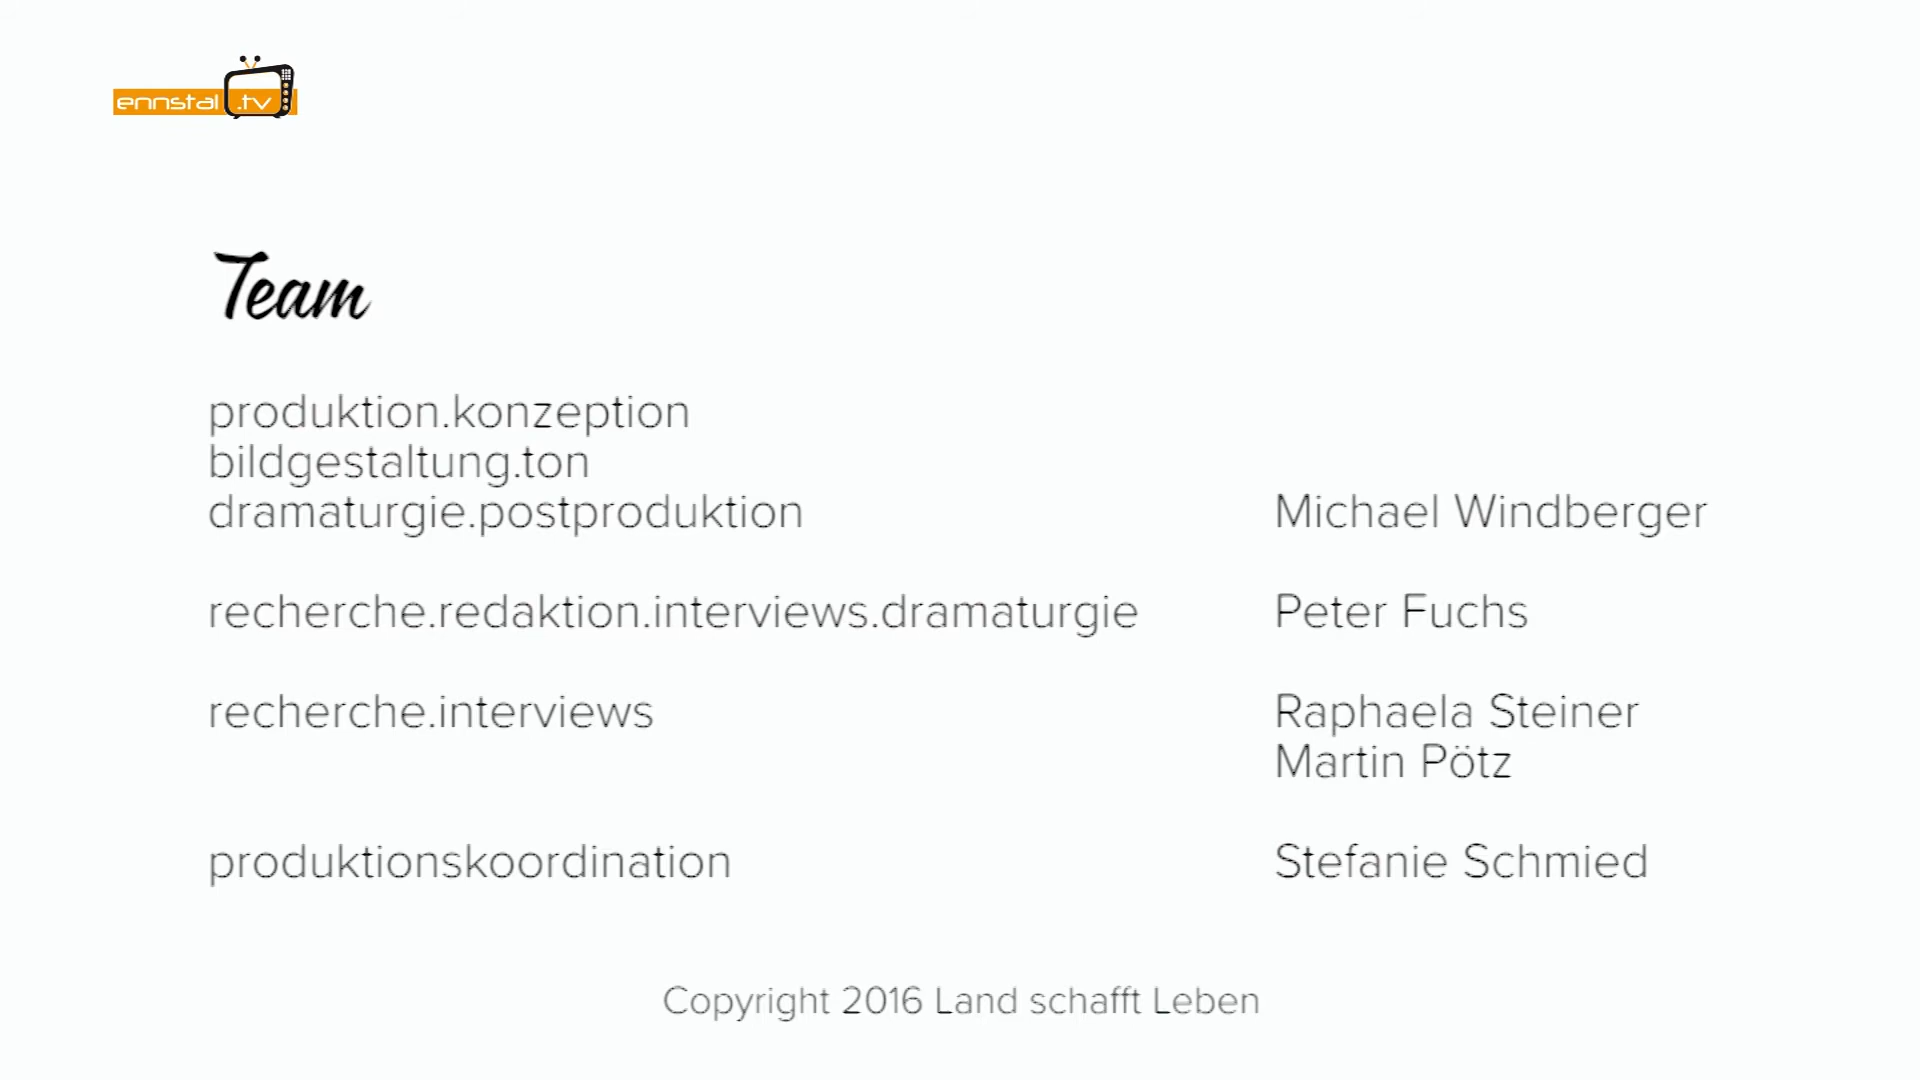 ennstal .tv
Team
produktion.konzeption
bildgestaltung.ton
dramaturgie.postproduktion Michael Windberger
recherche.redaktion.interviews.dramaturgie Peter Fuchs
recherche.interviews Raphaela Steiner
Martin Pötz
produktionskoordination Stefanie Schmied
Copyright 2016 Land schafft Leben